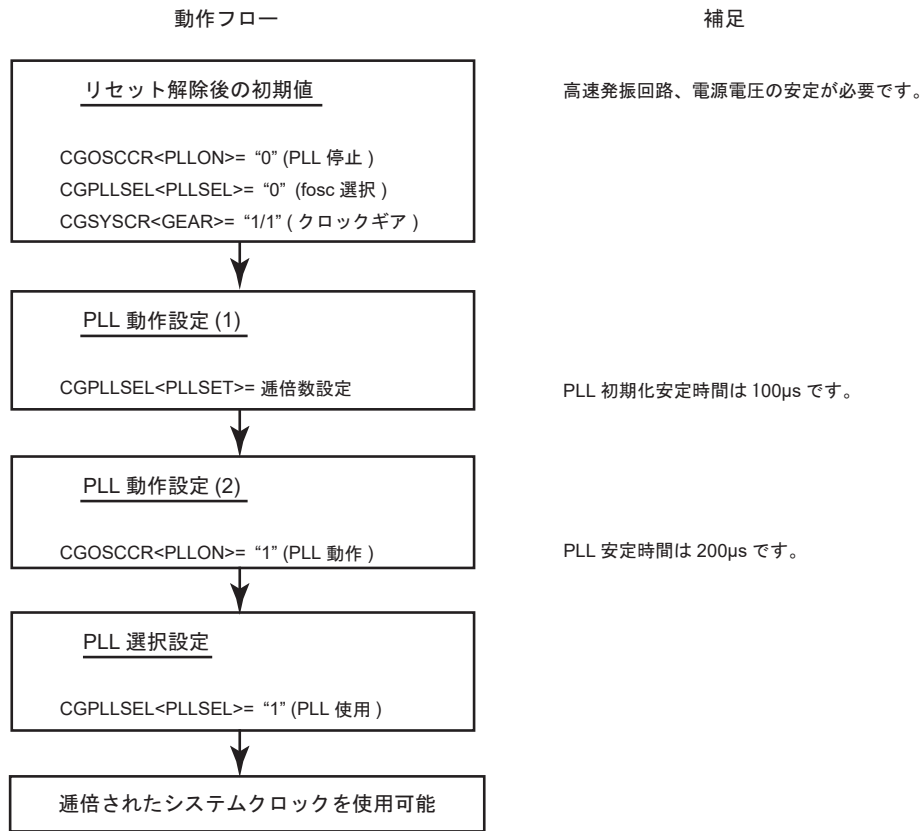 動作フロー
補足
リセット解除後の初期値
高速発振回路、電源電圧の安定が必要です。
CGOSCCR<PLLON>= “0” (PLL 停止 )
CGPLLSEL<PLLSEL>= “0” (fosc 選択 )
CGSYSCR<GEAR>= “1/1” ( クロックギア )
PLL 動作設定 (1)
CGPLLSEL<PLLSET>= 逓倍数設定
PLL 初期化安定時間は 100μs です。
PLL 動作設定 (2)
CGOSCCR<PLLON>= “1” (PLL 動作 )
PLL 安定時間は 200μs です。
PLL 選択設定
CGPLLSEL<PLLSEL>= “1” (PLL 使用 )
逓倍されたシステムクロックを使用可能